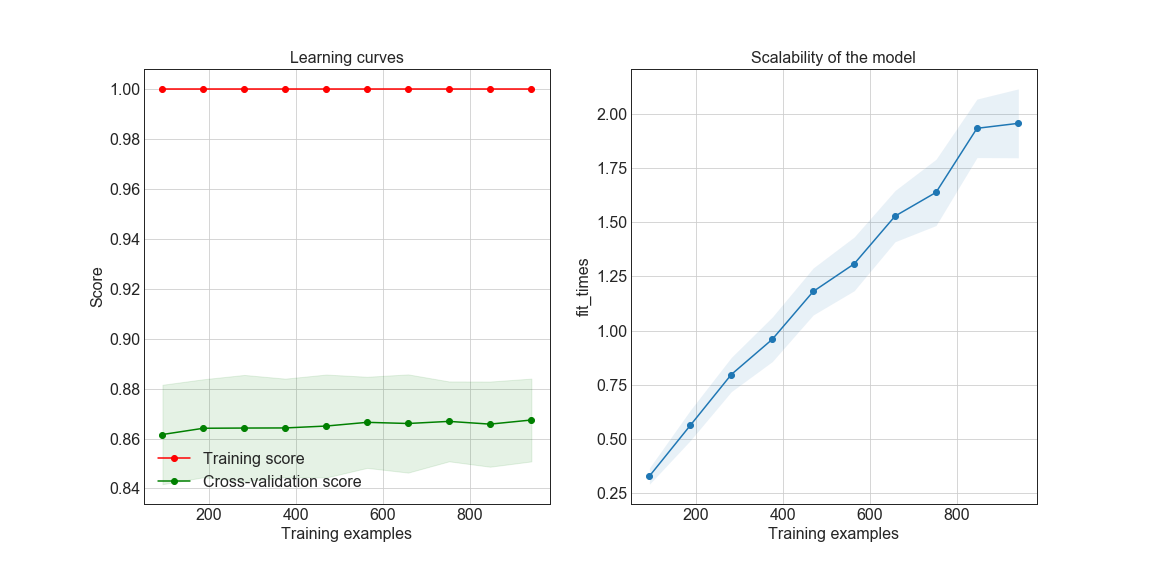 Learning curves
Score
1.00
0.98
0.96
0.94
0.92
0.90
0.88
0.86
0.84
Training score
Cross-validation score
200 400 600 800
Training examples
Scalability of the model
fit_times
2.00
1.75
1.50
1.25
1.00
0.75
0.50
0.25
200 400 600 800
Training examples